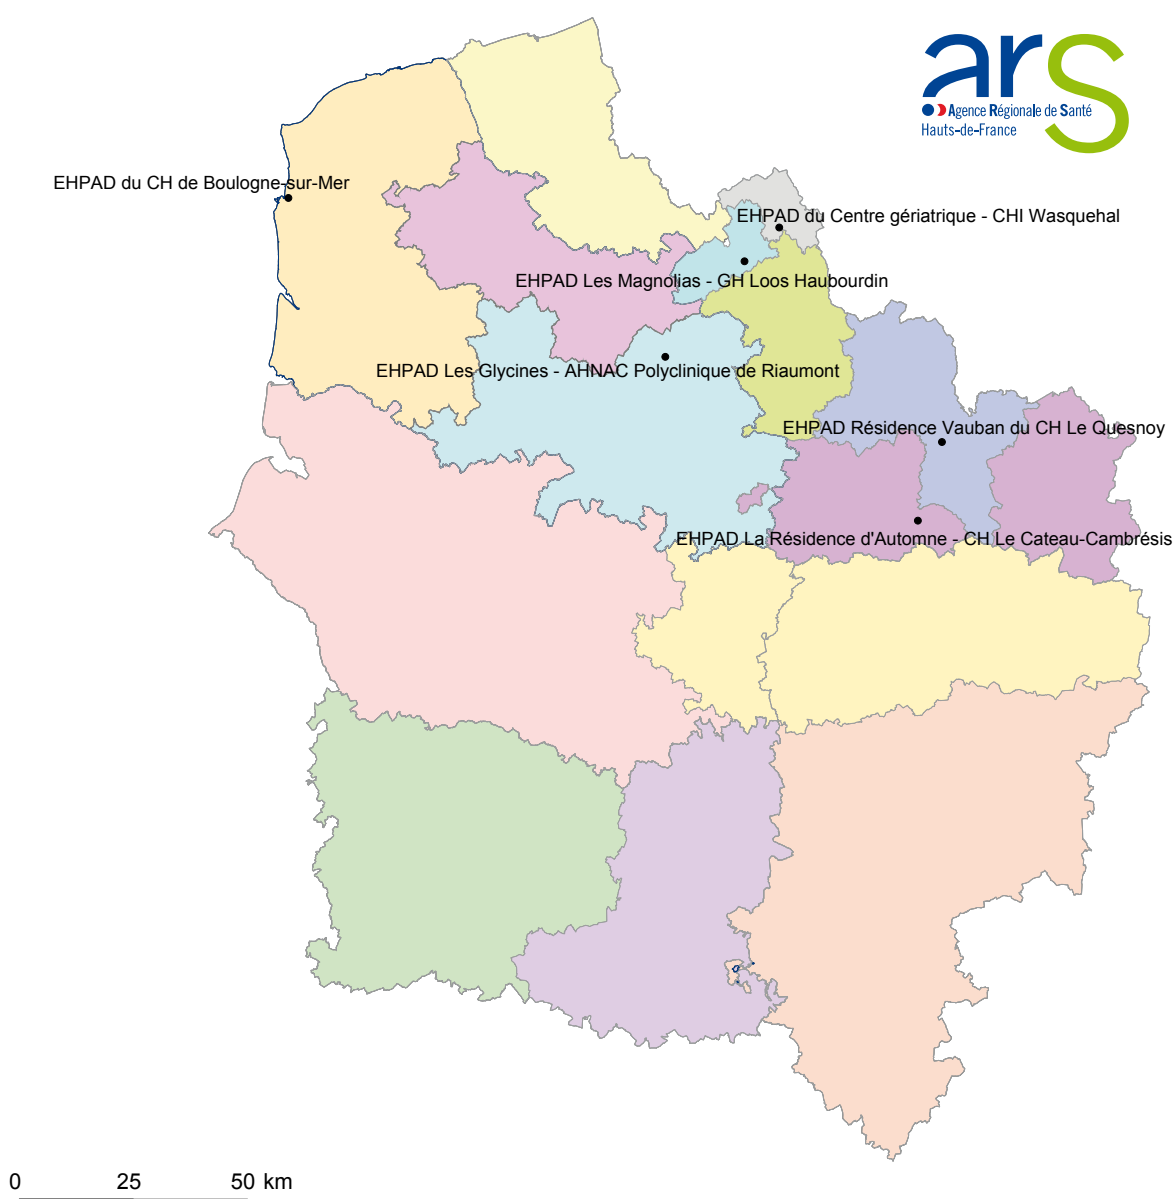 ars
Agence Régionale de Santé
Hauts-de-France
EHPAD du CH de Boulogne-sur-Mer
EHPAD du Centre gériatrique - CHI Wasquehal
EHPAD Les Magnolias - GH Loos Haubourdin
EHPAD Les Glycines - AHNAC Polyclinique de Riaumont
EHPAD Résidence Vauban du CH Le Quesnoy
EHPAD La Résidence d'Automne - CH Le Cateau-Cambrésis
0 25 50 km